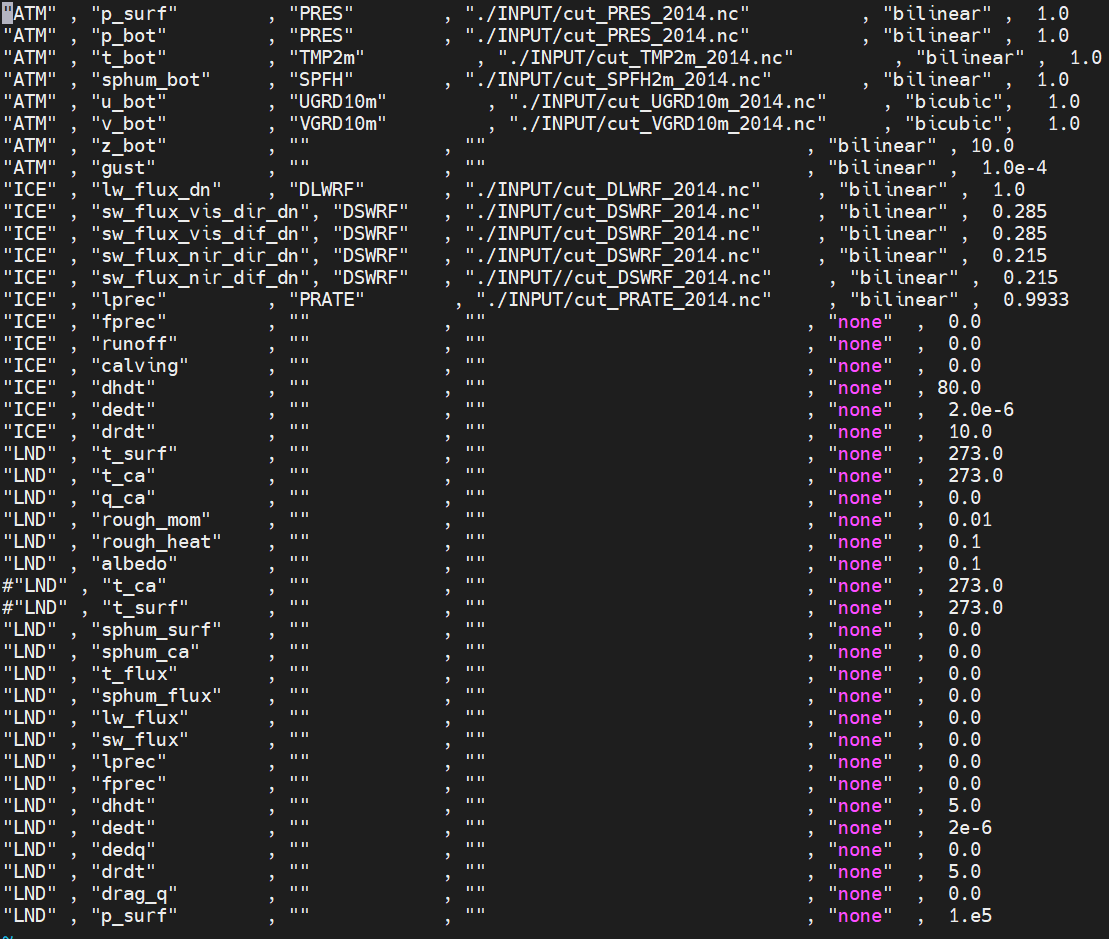 "ATM" , "p_surf"        , "PRES"        , "./INPUT/cut_PRES_2014.nc"          , "bilinear" ,  1.0
"ATM" , "p_bot"         , "PRES"        , "./INPUT/cut_PRES_2014.nc"          , "bilinear" ,  1.0
"ATM" , "t_bot"         , "TMP2m"          , "./INPUT/cut_TMP2m_2014.nc"         , "bilinear" ,  1.0
"ATM" , "sphum_bot"     , "SPFH"        , "./INPUT/cut_SPFH2m_2014.nc"        , "bilinear" ,  1.0
"ATM" , "u_bot"         , "UGRD10m"         , "./INPUT/cut_UGRD10m_2014.nc"     , "bicubic",   1.0
"ATM" , "v_bot"         , "VGRD10m"         , "./INPUT/cut_VGRD10m_2014.nc"     , "bicubic",   1.0
"ATM" , "z_bot"         , ""            , ""                             , "bilinear" , 10.0
"ATM" , "gust"          , ""            , ""                             , "bilinear" ,  1.0e-4
"ICE" , "lw_flux_dn"    , "DLWRF"       , "./INPUT/cut_DLWRF_2014.nc"     , "bilinear" ,  1.0
"ICE" , "sw_flux_vis_dir_dn", "DSWRF"   , "./INPUT/cut_DSWRF_2014.nc"     , "bilinear" ,  0.285
"ICE" , "sw_flux_vis_dif_dn", "DSWRF"   , "./INPUT/cut_DSWRF_2014.nc"     , "bilinear" ,  0.285
"ICE" , "sw_flux_nir_dir_dn", "DSWRF"   , "./INPUT/cut_DSWRF_2014.nc"     , "bilinear" ,  0.215
"ICE" , "sw_flux_nir_dif_dn", "DSWRF"   , "./INPUT//cut_DSWRF_2014.nc"     , "bilinear" ,  0.215
"ICE" , "lprec"         , "PRATE"        , "./INPUT/cut_PRATE_2014.nc"     , "bilinear" ,  0.9933
"ICE" , "fprec"         , ""            , ""                             , "none"  ,  0.0
"ICE" , "runoff"        , ""            , ""                             , "none"  ,  0.0
"ICE" , "calving"       , ""            , ""                             , "none"  ,  0.0
"ICE" , "dhdt"          , ""            , ""                             , "none"  , 80.0
"ICE" , "dedt"          , ""            , ""                             , "none"  ,  2.0e-6
"ICE" , "drdt"          , ""            , ""                             , "none"  ,  10.0
"LND" , "t_surf"        , ""            , ""                             , "none"  ,  273.0
"LND" , "t_ca"          , ""            , ""                             , "none"  ,  273.0
"LND" , "q_ca"          , ""            , ""                             , "none"  ,  0.0
"LND" , "rough_mom"     , ""            , ""                             , "none"  ,  0.01
"LND" , "rough_heat"    , ""            , ""                             , "none"  ,  0.1
"LND" , "albedo"        , ""            , ""                             , "none"  ,  0.1
#"LND" , "t_ca"         , ""            , ""                             , "none"  ,  273.0
#"LND" , "t_surf"       , ""            , ""                             , "none"  ,  273.0
"LND" , "sphum_surf"    , ""            , ""                             , "none"  ,  0.0
"LND" , "sphum_ca"      , ""            , ""                             , "none"  ,  0.0
"LND" , "t_flux"        , ""            , ""                             , "none"  ,  0.0
"LND" , "sphum_flux"    , ""            , ""                             , "none"  ,  0.0
"LND" , "lw_flux"       , ""            , ""                             , "none"  ,  0.0
"LND" , "sw_flux"       , ""            , ""                             , "none"  ,  0.0
"LND" , "lprec"         , ""            , ""                             , "none"  ,  0.0
"LND" , "fprec"         , ""            , ""                             , "none"  ,  0.0
"LND" , "dhdt"          , ""            , ""                             , "none"  ,  5.0
"LND" , "dedt"          , ""            , ""                             , "none"  ,  2e-6
"LND" , "dedq"          , ""            , ""                             , "none"  ,  0.0
"LND" , "drdt"          , ""            , ""                             , "none"  ,  5.0
"LND" , "drag_q"        , ""            , ""                             , "none"  ,  0.0
"LND" , "p_surf"        , ""            , ""                             , "none"  ,  1.e5